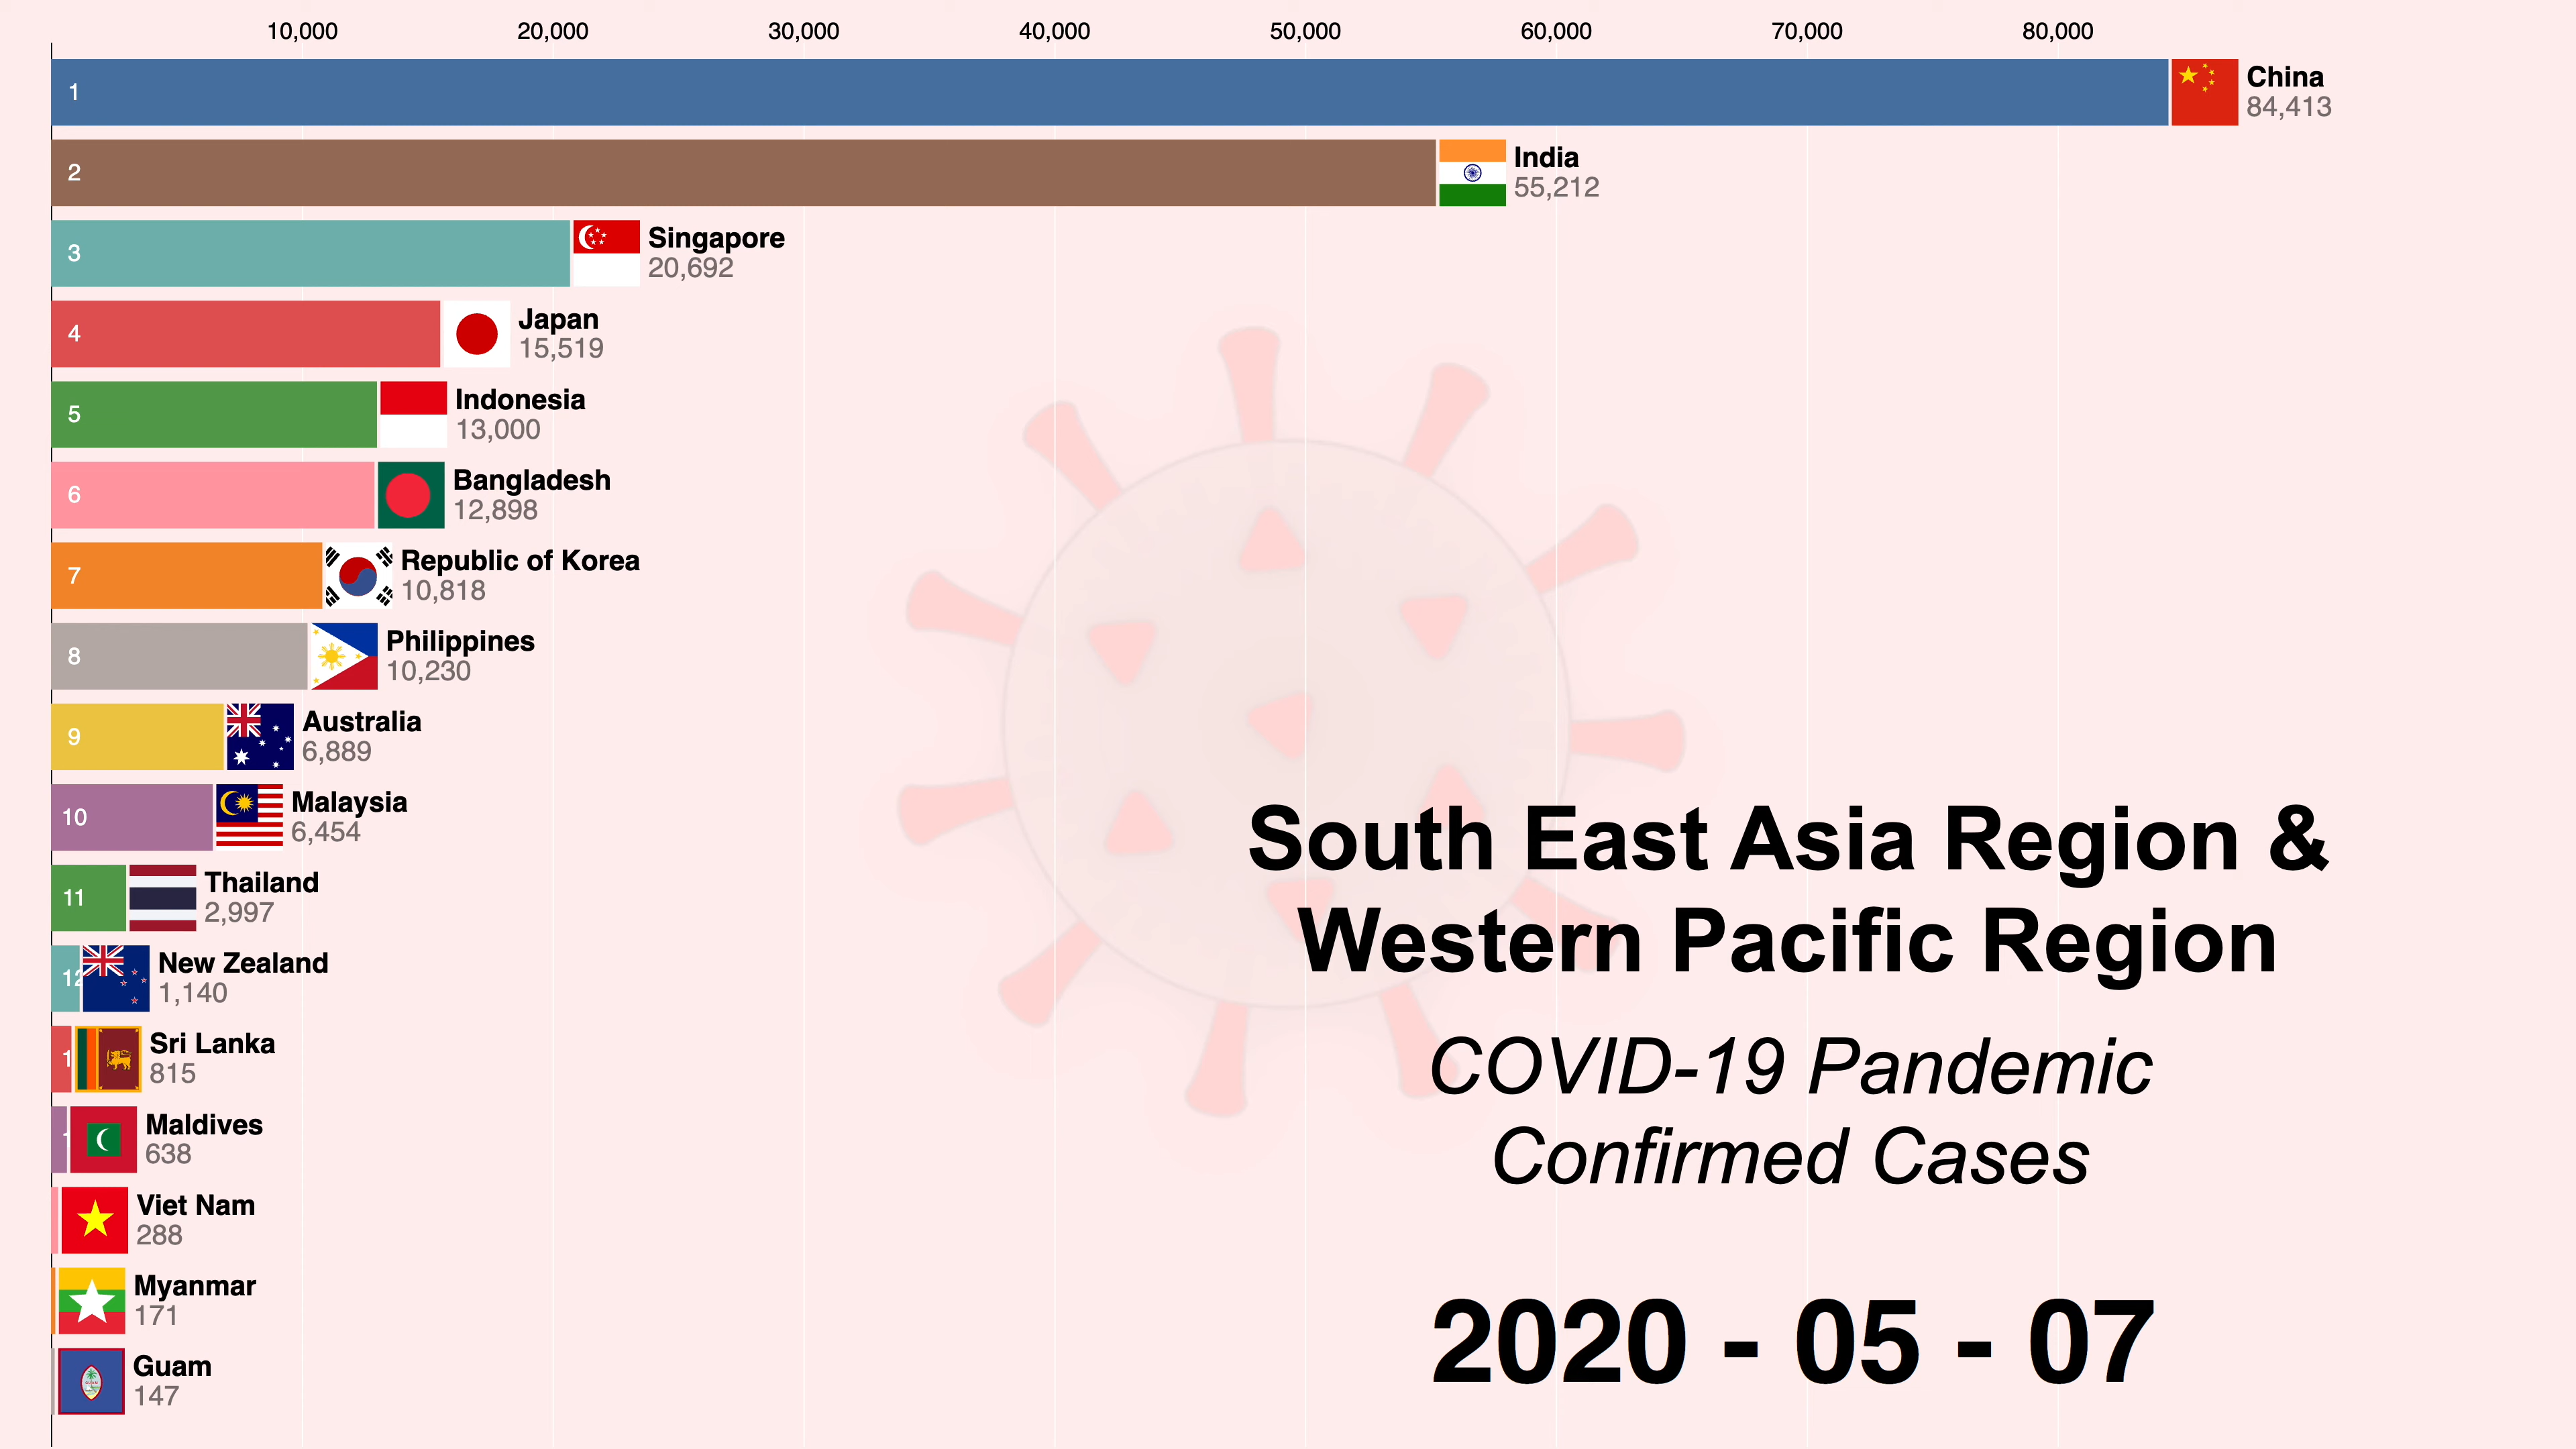 10,000 20,000 30,000 40,000 50,000 60,000 70,000 80,000
1 China
84,413
2 India
55,212
3 Singapore
20,692
4 Japan
15,519
5 Indonesia
13,000
6 Bangladesh
12,898
7 Republic of Korea
10,818
8 Philippines
10,230
9 Australia
6,889
10 Malaysia
6,454
11 Thailand
2,997
12 New Zealand
1,140
1 Sri Lanka
815
1 Maldives
638
Viet Nam
288
Myanmar
171
Guam
147
South East Asia Region &
Western Pacific Region
COVID-19 Pandemic
Confirmed Cases
2020 - 05 - 07